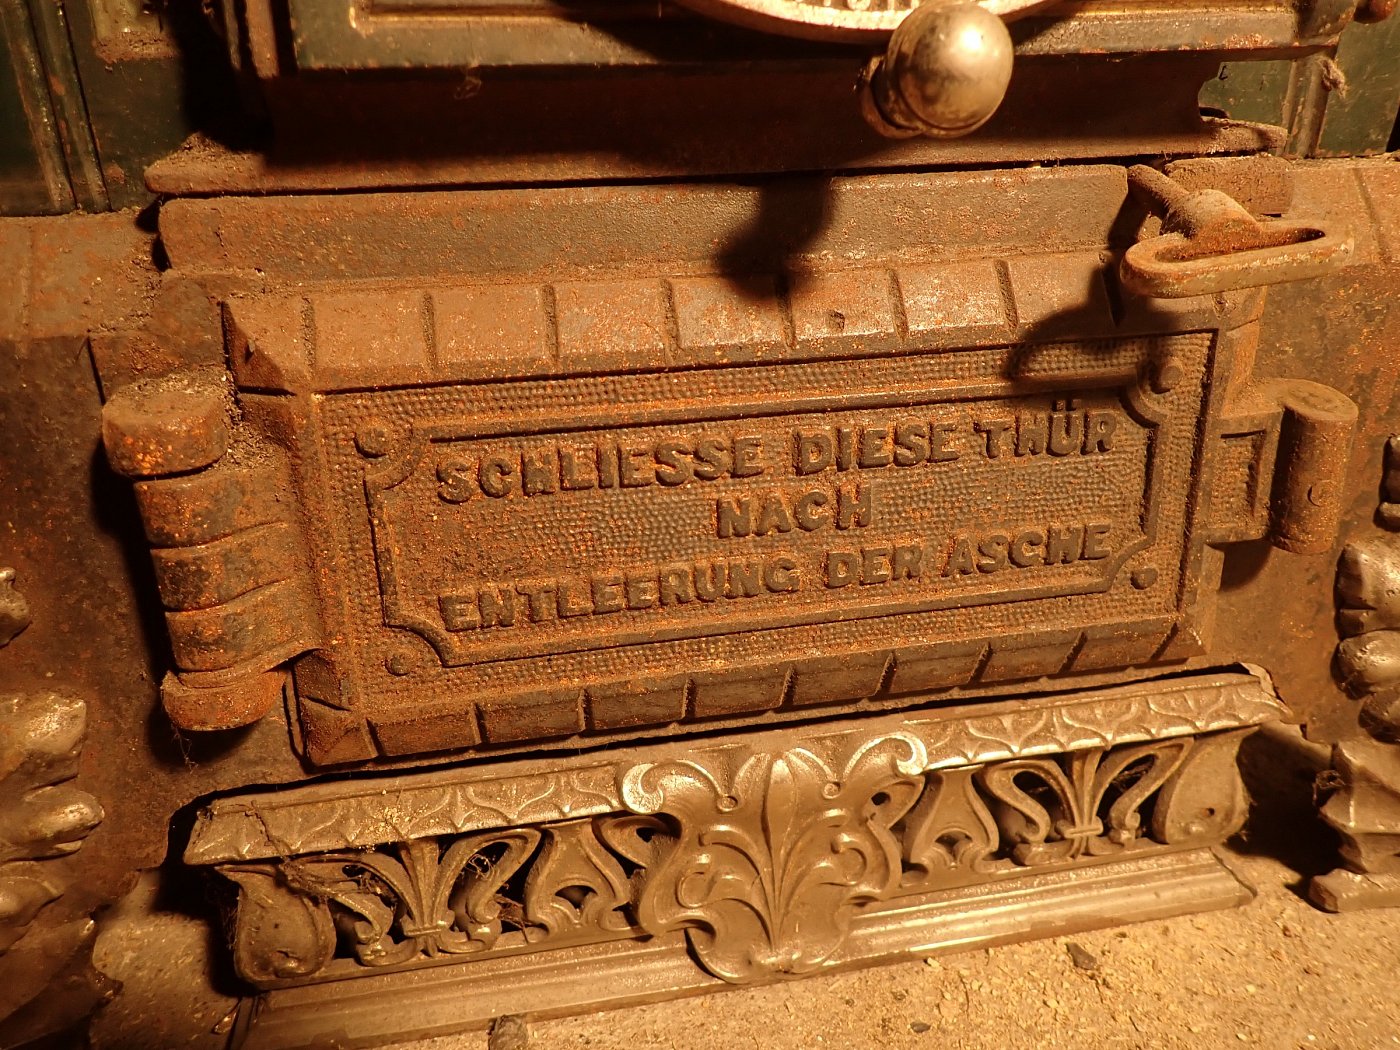 SCHLIESSE DIESE THÜR
NACH
ENTLEERUNG DER ASCHE